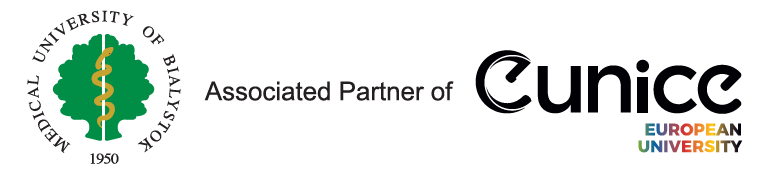 MEDICAL UNIVERSITY OF BIALYSTOK
1950
Associated Partner of
eunice
EUROPEAN
UNIVERSITY